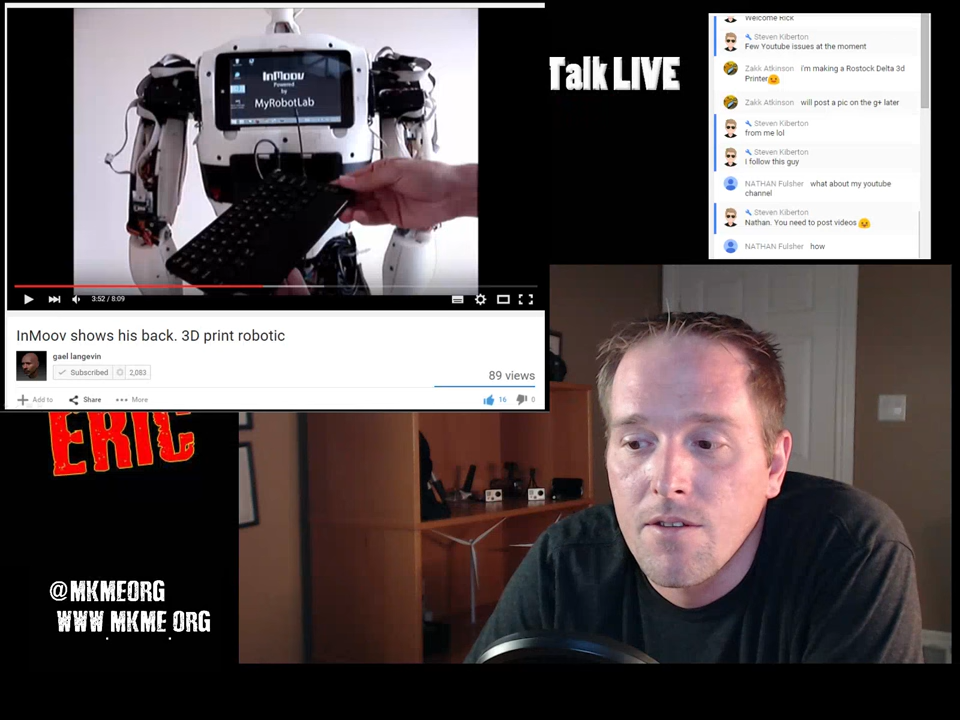 InMoov
Powered
by
MyRobotLab
3:52 / 8:09
InMoov shows his back. 3D print robotic
gael langevin
Subscribed 2,083
89 views
Add to Share More 16 0
Talk LIVE
Welcome Rick
Steven Kiberton
Few Youtube issues at the moment
Zakk Atkinson i'm making a Rostock Delta 3d
Printer
Zakk Atkinson will post a pic on the g+ later
Steven Kiberton
from me lol
Steven Kiberton
I follow this guy
NATHAN Fulsher what about my youtube
channel
Steven Kiberton
Nathan. You need to post videos
NATHAN Fulsher how
ERIC
@MKMEORG
WWW.MKME.ORG